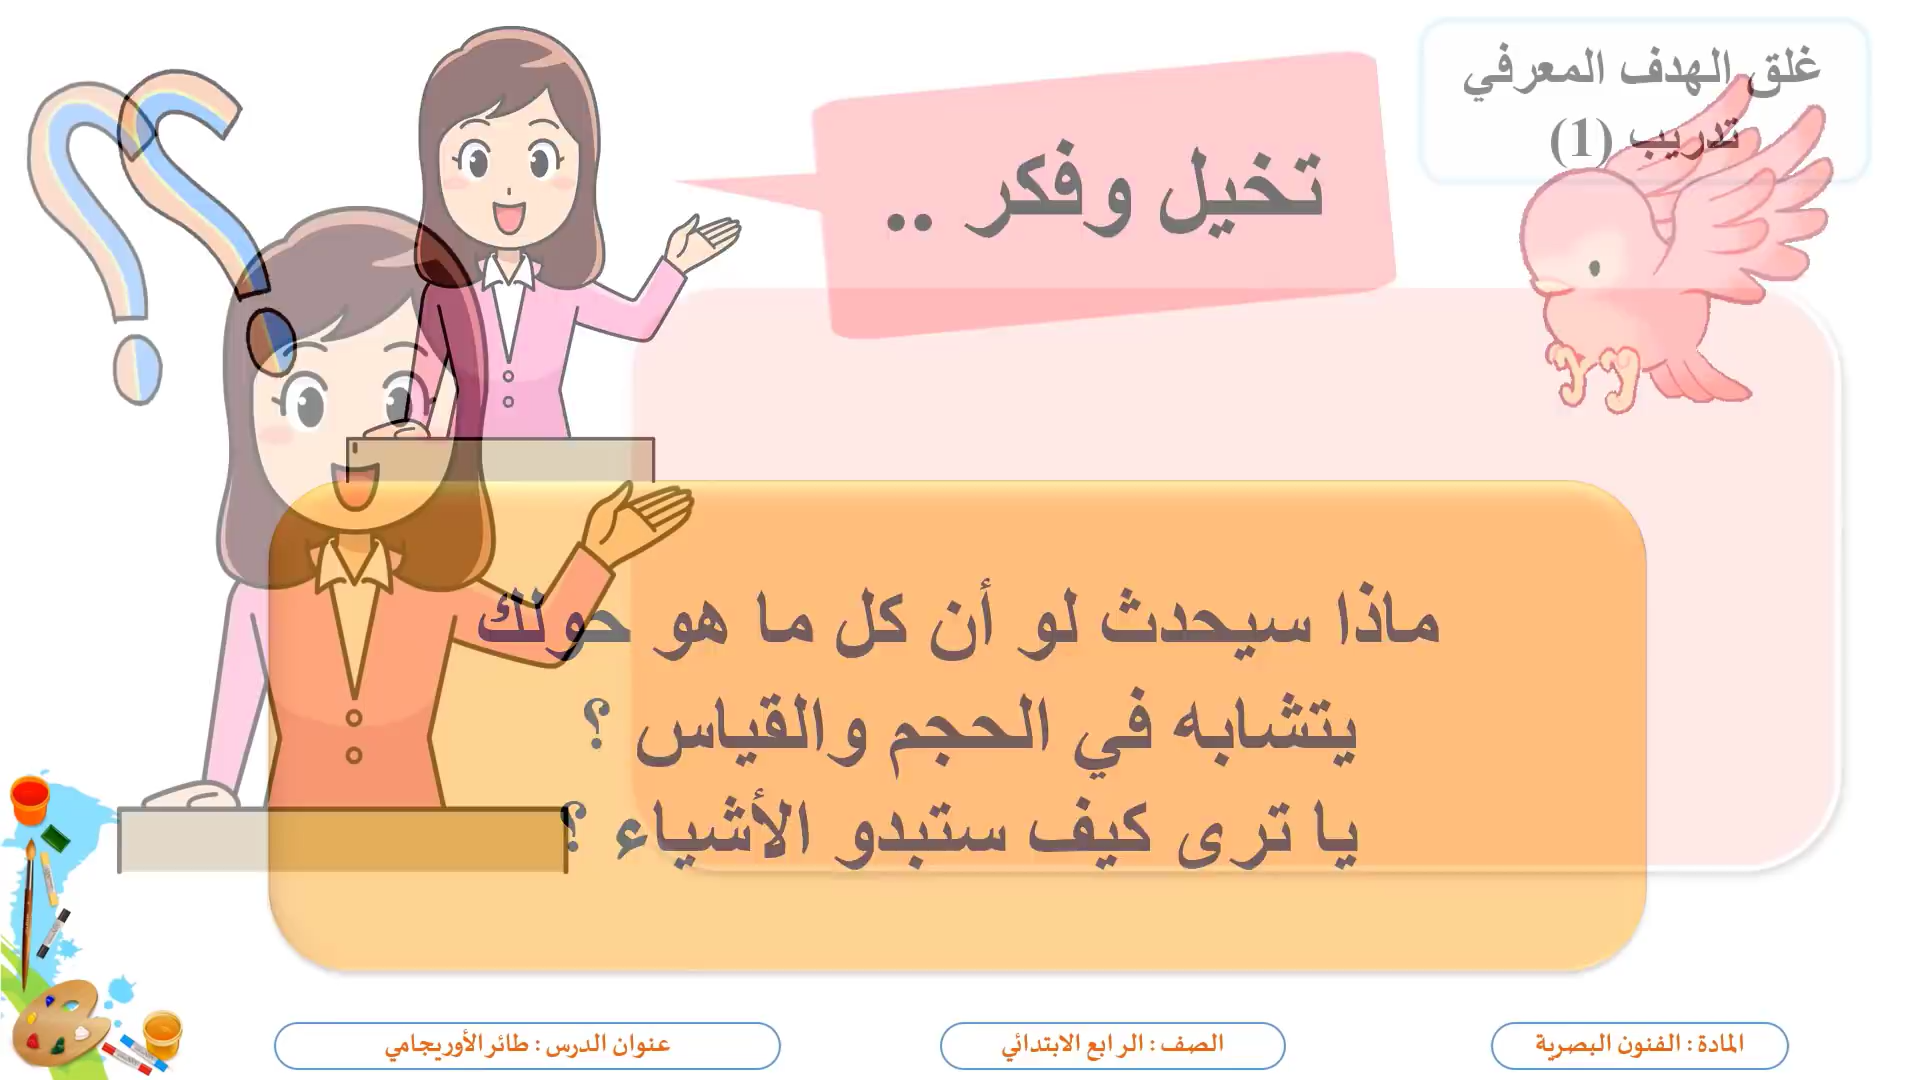 غلق الهدف المعرفي
تدريب (1)
تخيل وفكر ..
ماذا سيحدث لو أن كل ما هو حولك
يتشابه في الحجم والقياس ؟
يا ترى كيف ستبدو الأشياء ؟
المادة : الفنون البصرية
الصف : الرابع الابتدائي
عنوان الدرس : طائر الأوريجامي